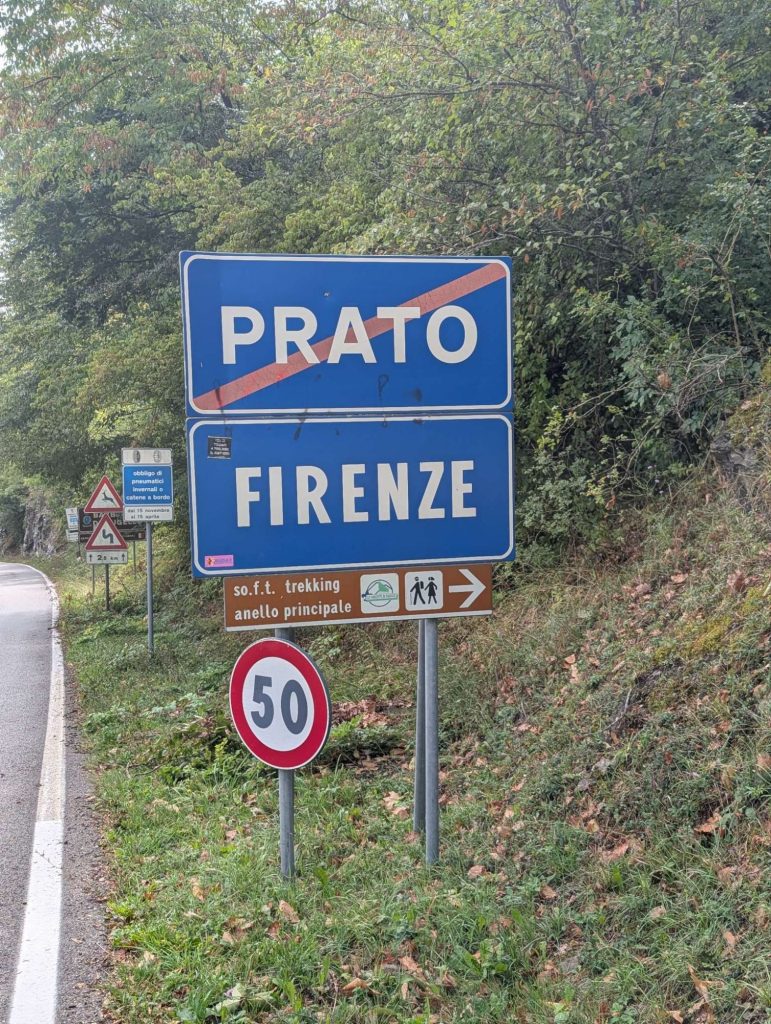 PRATO
FIRENZE
so.f.t. trekking
anello principale
50
obbligo di
pneumatici
invernali o
catene a bordo
dal 15 novembre
al 15 aprile